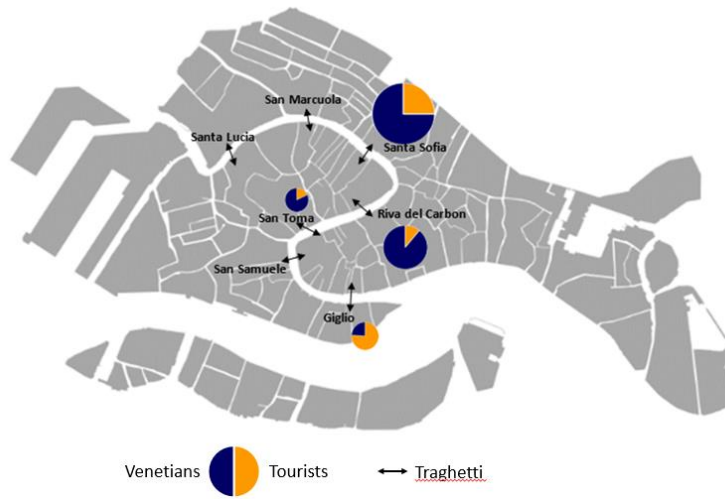 San Marcuola
Santa Lucia
Santa Sofia
San Toma
Riva del Carbon
San Samuele
Giglio
Venetians
Tourists
Traghetti